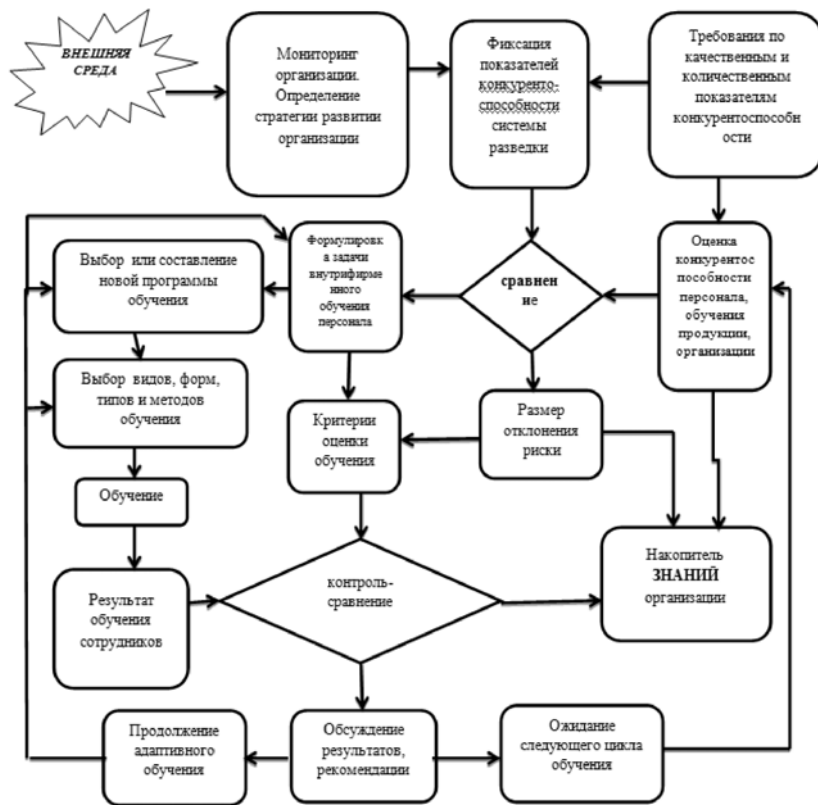 ВНЕШНЯЯ
СРЕДА
Мониторинг
организации.
Определение
стратегии развитии
организации
Фиксация
показателей
конкуренто-
способности
системы
разведки
Требования по
качественным и
количественным
показателям
конкурентоспособн
ости
Выбор или составление
новой программы
обучения
Формулировк
а задачи
внутрифирме
нного
обучения
персонала
сравнен
ие
Оценка
конкурентос
пособности
персонала,
обучения
продукции,
организации
Выбор видов, форм,
типов и методов
обучения
Критерии
оценки
обучения
Размер
отклонения
риски
Обучение
Результат
обучения
сотрудников
контроль-
сравнение
Накопитель
ЗНАНИЙ
организации
Продолжение
адаптивного
обучения
Обсуждение
результатов,
рекомендации
Ожидание
следующего цикла
обучения